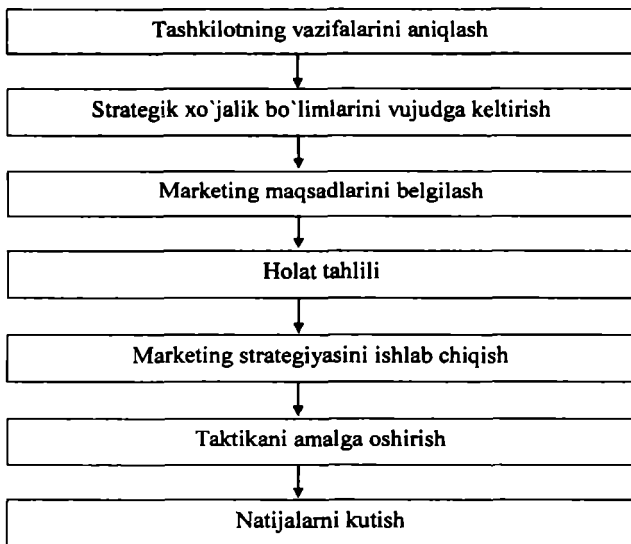 Tashkilotning vazifalarini aniqlash
Strategik xo`jalik bo`limlarini vujudga keltirish
Marketing maqsadlarini belgilash
Holat tahlili
Marketing strategiyasini ishlab chiqish
Taktikani amalga oshirish
Natijalarni kutish